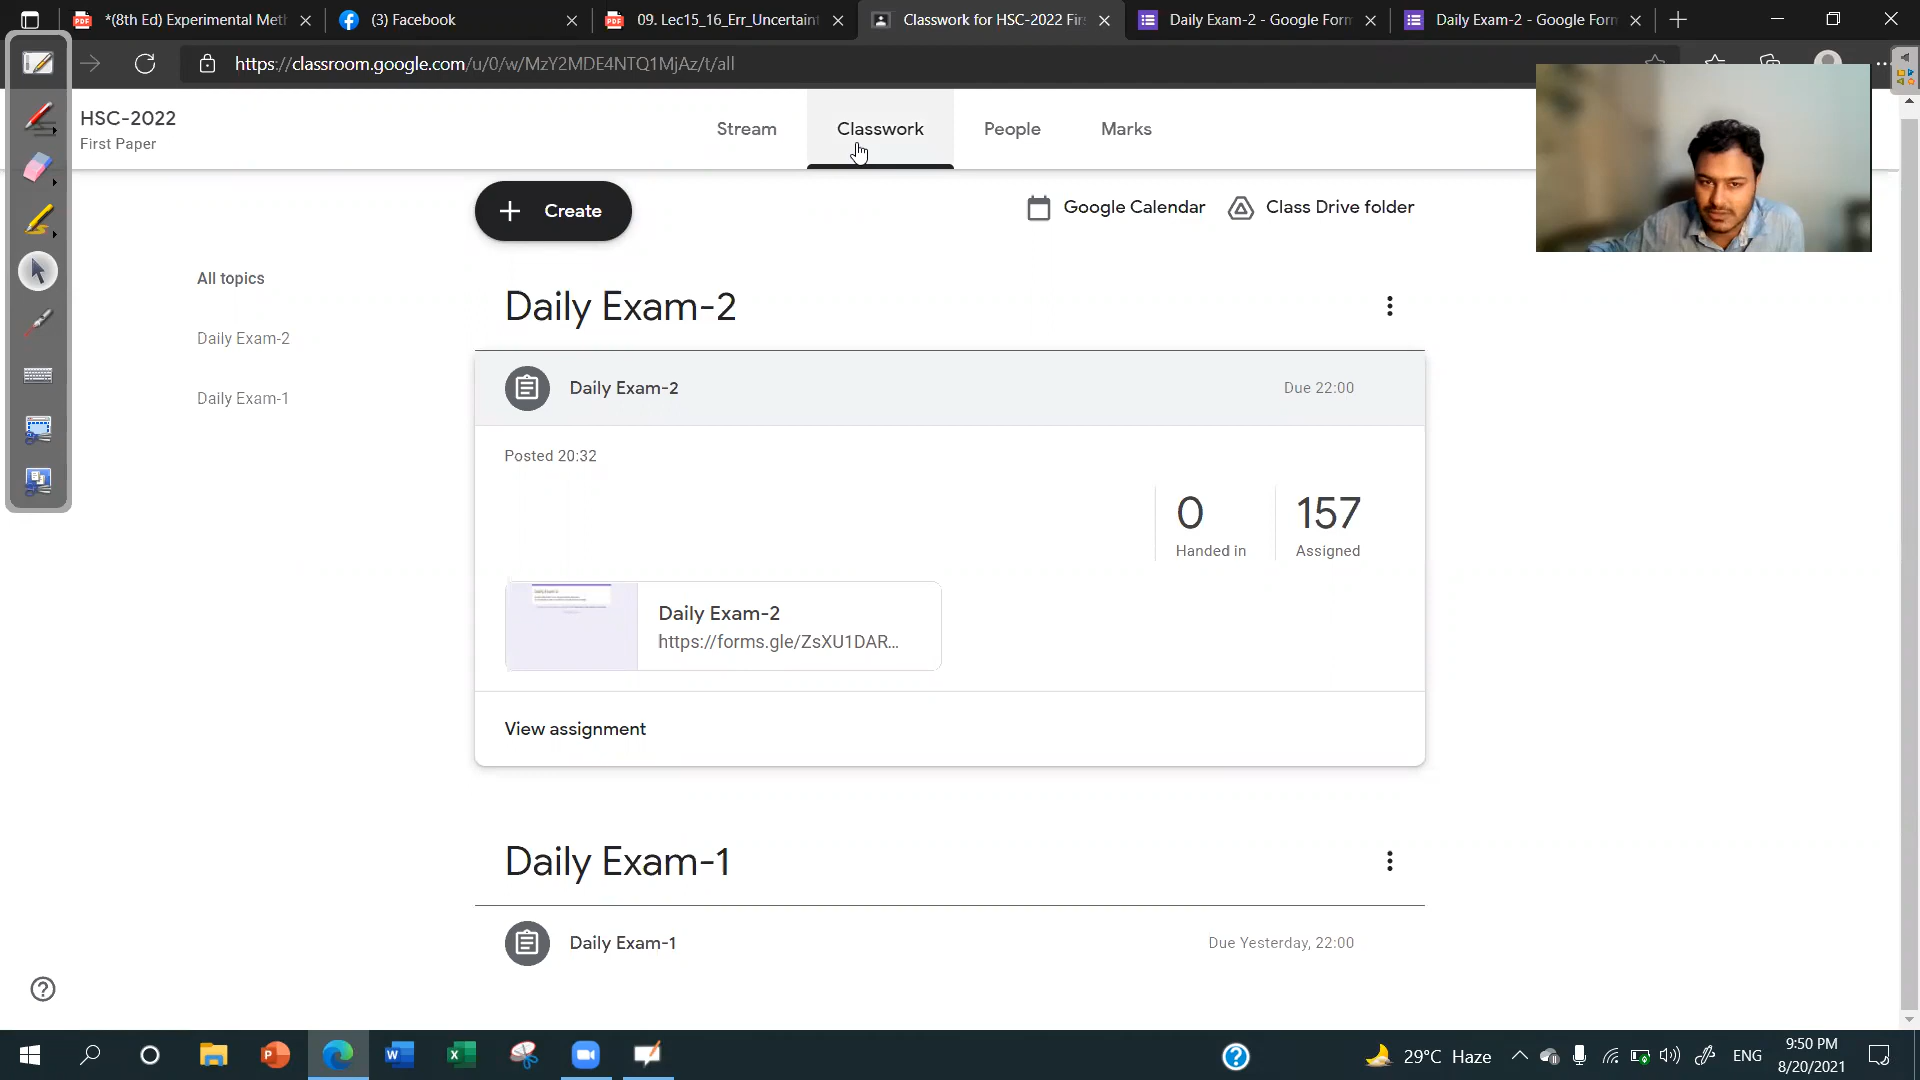 *(8th Ed) Experimental Meth
(3) Facebook
09. Lec15_16_Err_Uncertaint
Classwork for HSC-2022 Fir
Daily Exam-2 - Google Form
Daily Exam-2 - Google Form
https://classroom.google.com/u/0/w/MzY2MDE4NTQ1MjAz/t/all
HSC-2022
First Paper
Stream
Classwork
People
Marks
Create
Google Calendar
Class Drive folder
All topics
Daily Exam-2
Daily Exam-1
Daily Exam-2
Daily Exam-2
Due 22:00
Posted 20:32
0
Handed in
157
Assigned
Daily Exam-2
https://forms.gle/ZsXU1DAR...
View assignment
Daily Exam-1
Daily Exam-1
Due Yesterday, 22:00
29°C Haze
ENG
9:50 PM
8/20/2021